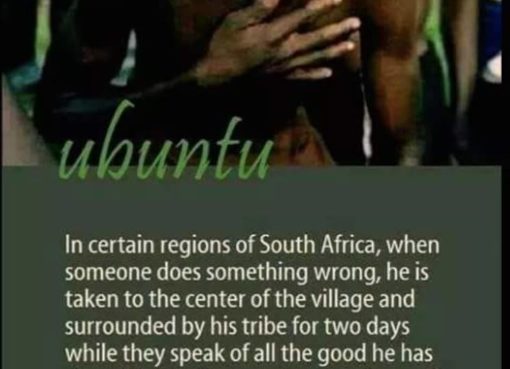 ubuntu
In certain regions of South Africa, when
someone does something wrong, he is
taken to the center of the village and
surrounded by his tribe for two days
while they speak of all the good he has